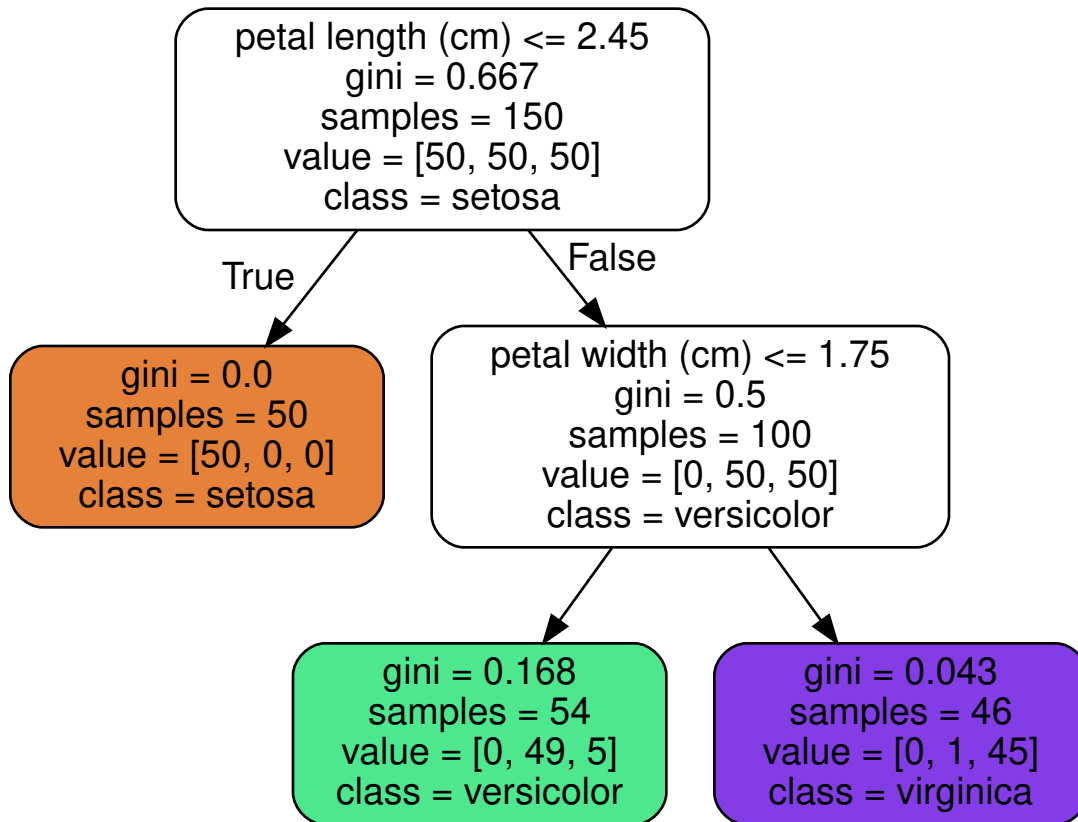 petal length (cm) <= 2.45
gini = 0.667
samples = 150
value = [50, 50, 50]
class = setosa
True
False
gini = 0.0
samples = 50
value = [50, 0, 0]
class = setosa
petal width (cm) <= 1.75
gini = 0.5
samples = 100
value = [0, 50, 50]
class = versicolor
gini = 0.168
samples = 54
value = [0, 49, 5]
class = versicolor
gini = 0.043
samples = 46
value = [0, 1, 45]
class = virginica